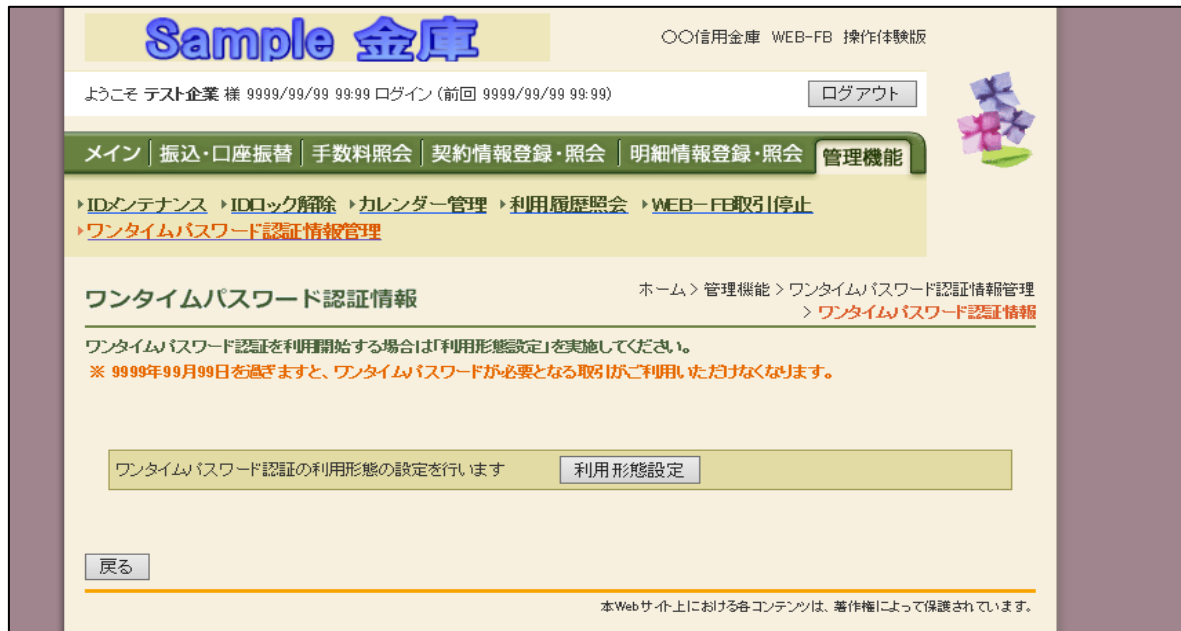 Sample 金庫
〇〇信用金庫 WEB-FB 操作体験版
ようこそ テスト企業 様 9999/99/99 99:99 ログイン (前回 9999/99/99 99:99)
ログアウト
メイン 振込・口座振替 手数料照会 契約情報登録・照会 明細情報登録・照会 管理機能
IDメンテナンス IDロック解除 カレンダー管理 利用履歴照会 WEB－FB取引停止
ワンタイムパスワード認証情報管理
ワンタイムパスワード認証情報
ホーム > 管理機能 > ワンタイムパスワード認証情報管理
> ワンタイムパスワード認証情報
ワンタイムパスワード認証を利用開始する場合は「利用形態設定」を実施してください。
※ 9999年99月99日を過ぎますと、ワンタイムパスワードが必要となる取引がご利用いただけなくなります。
ワンタイムパスワード認証の利用形態の設定を行います
利用形態設定
戻る
本Webサイト上における各コンテンツは、著作権によって保護されています。